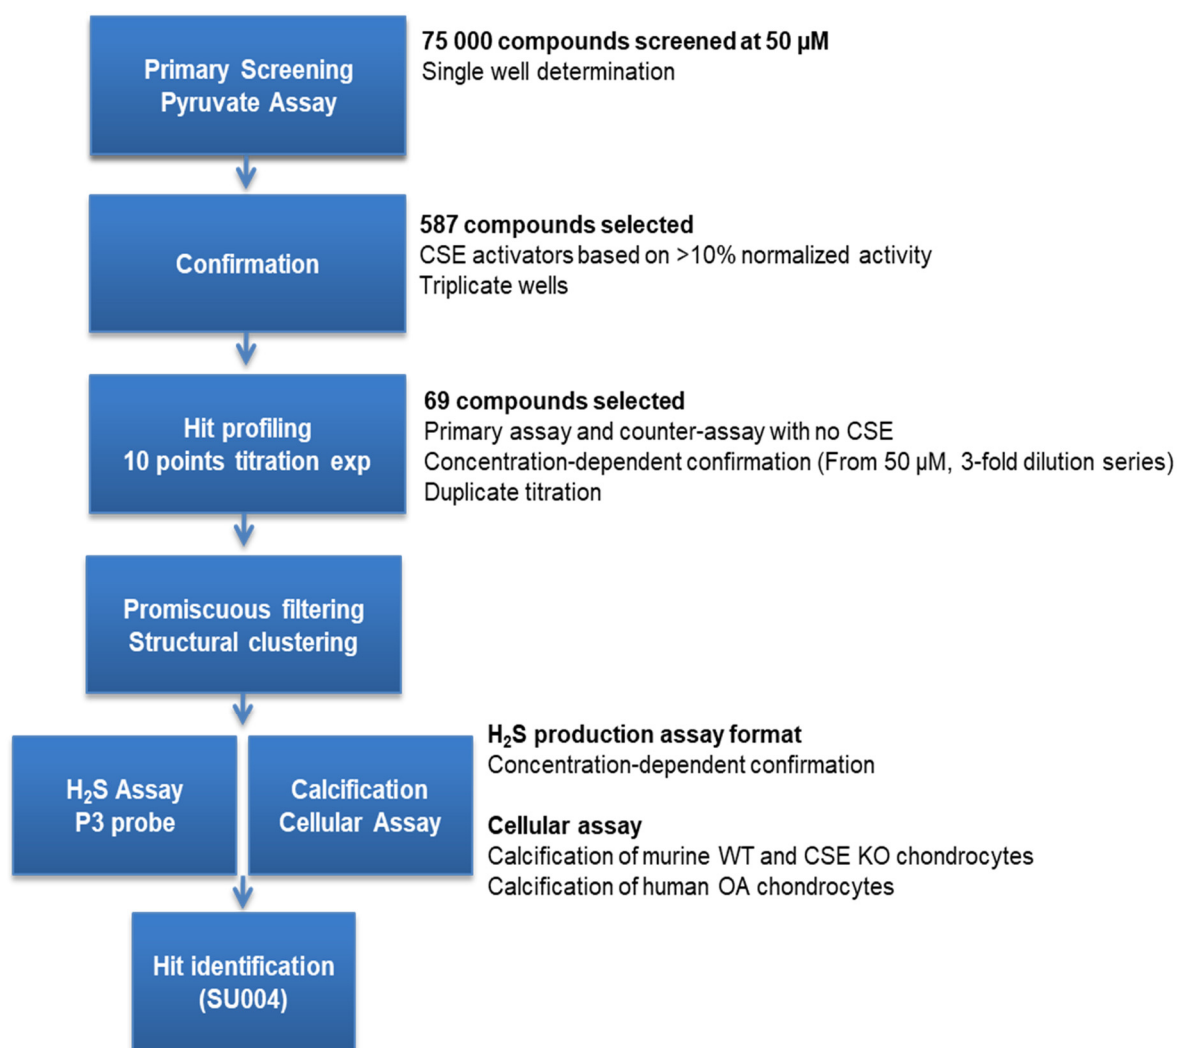 Primary Screening
Pyruvate Assay
75 000 compounds screened at 50 µM
Single well determination
Confirmation
587 compounds selected
CSE activators based on >10% normalized activity
Triplicate wells
Hit profiling
10 points titration exp
69 compounds selected
Primary assay and counter-assay with no CSE
Concentration-dependent confirmation (From 50 µM, 3-fold dilution series)
Duplicate titration
Promiscuous filtering
Structural clustering
H₂S Assay
P3 probe
Calcification
Cellular Assay
H₂S production assay format
Concentration-dependent confirmation
Cellular assay
Calcification of murine WT and CSE KO chondrocytes
Calcification of human OA chondrocytes
Hit identification
(SU004)